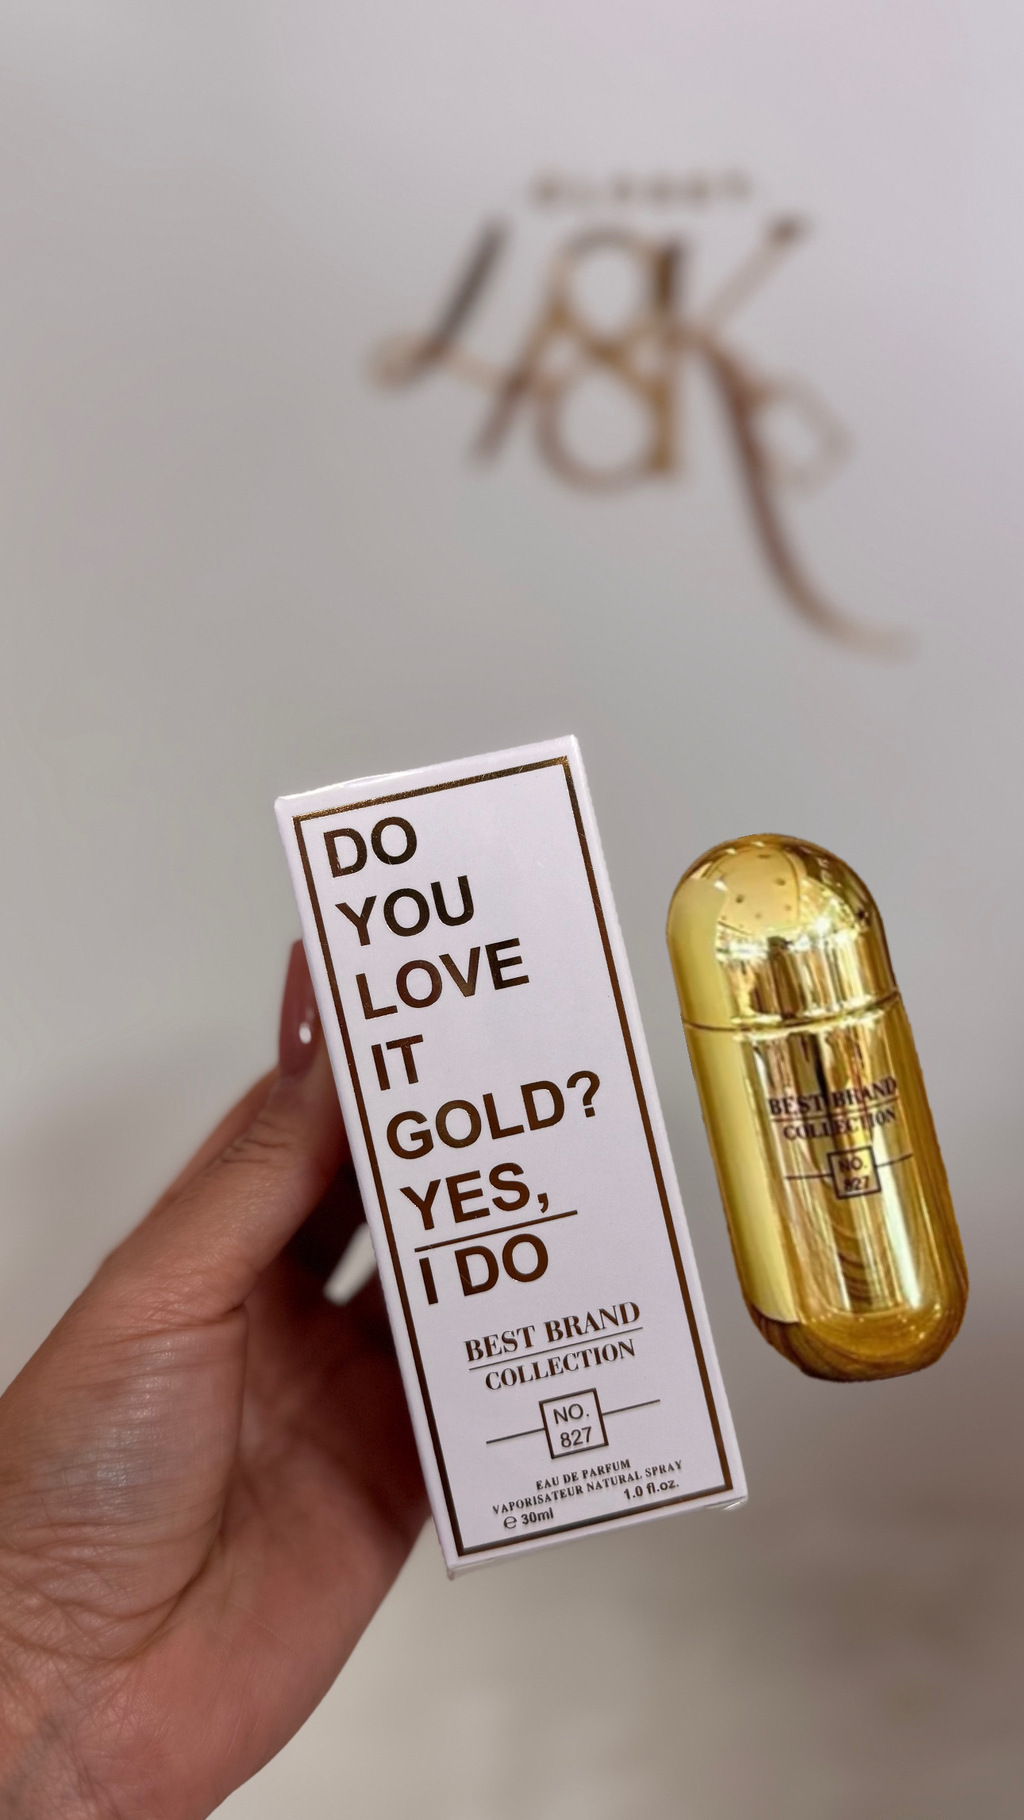 48K
DO
YOU
LOVE
IT
GOLD?
YES,
I DO
BEST BRAND
COLLECTION
NO.
827
EAU DE PARFUM
VAPORISATEUR NATURAL SPRAY
℮ 30ml 1.0 fl.oz.
BEST BRAND
COLLECTION
NO.
827